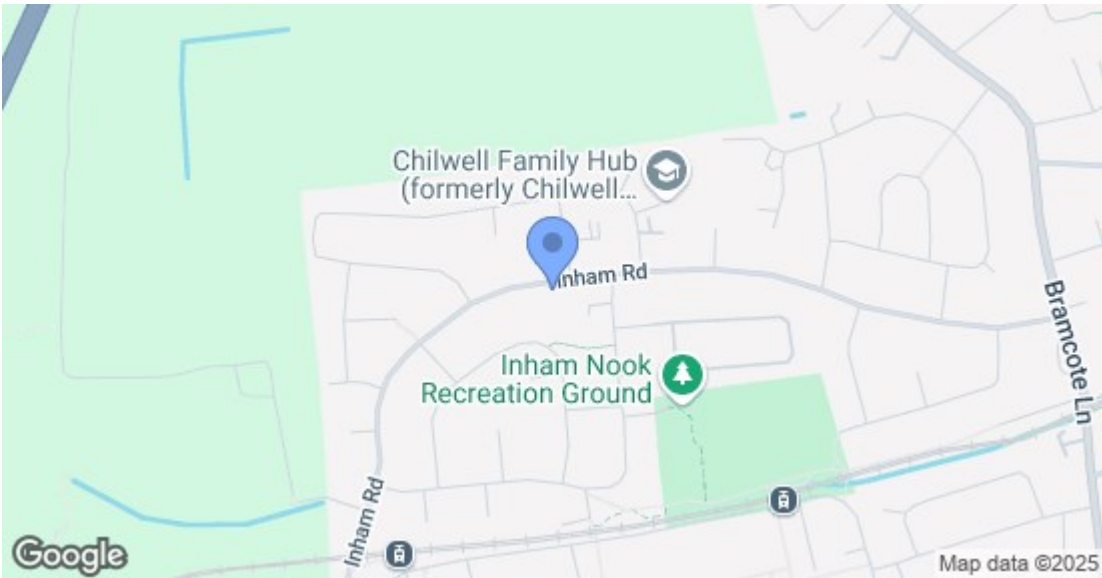 Chilwell Family Hub
(formerly Chilwell...
Inham Rd
Inham Nook
Recreation Ground
Bramcote Ln
Inham Rd
Google
Map data ©2025